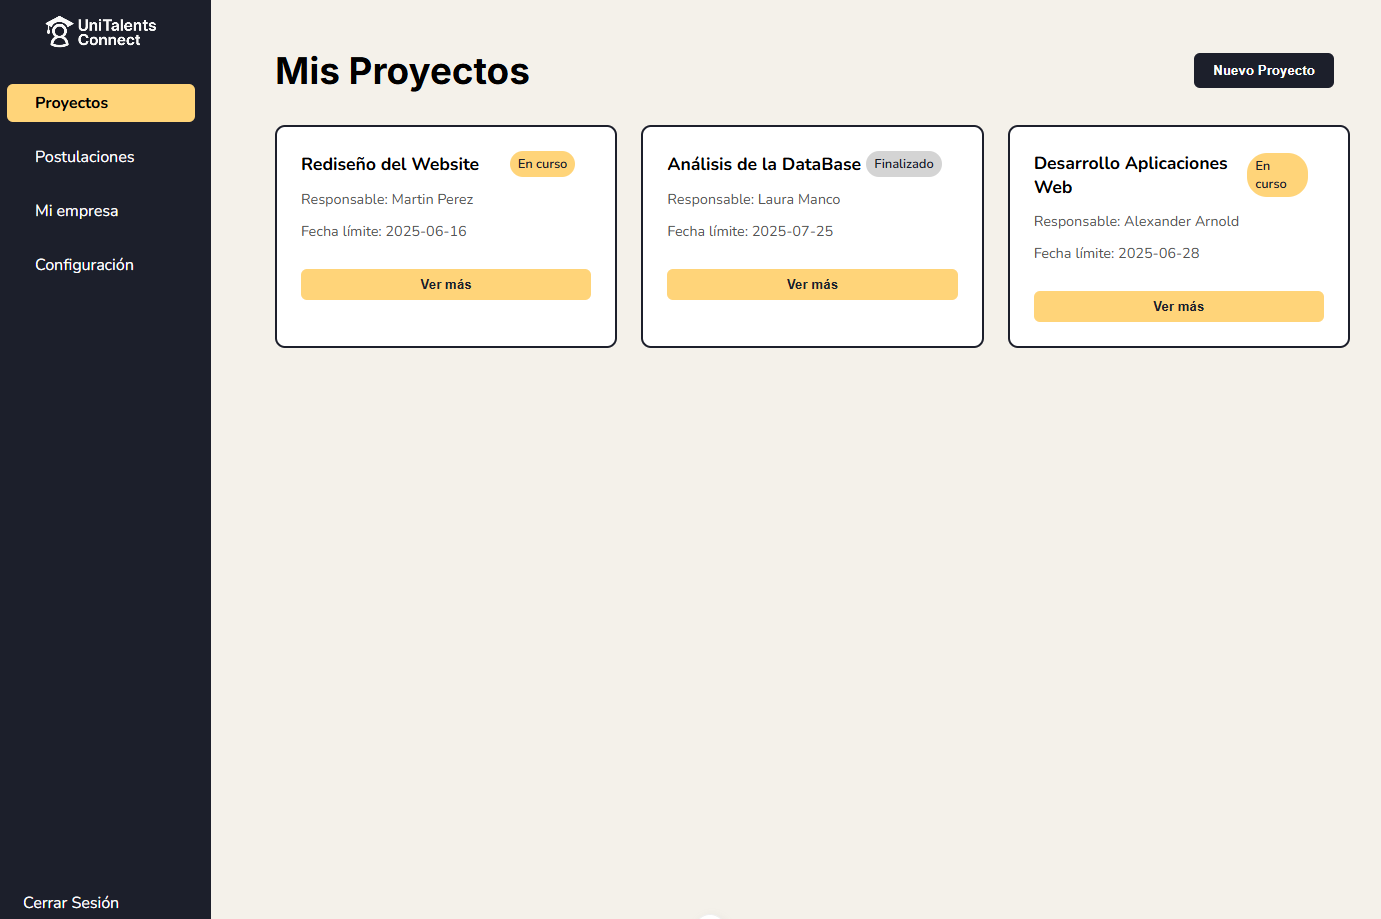 UniTalents
Connect
Proyectos
Postulaciones
Mi empresa
Configuración
Cerrar Sesión
Mis Proyectos
Nuevo Proyecto
Rediseño del Website
En curso
Responsable: Martin Perez
Fecha límite: 2025-06-16
Ver más
Análisis de la DataBase
Finalizado
Responsable: Laura Manco
Fecha límite: 2025-07-25
Ver más
Desarrollo Aplicaciones
Web
En
curso
Responsable: Alexander Arnold
Fecha límite: 2025-06-28
Ver más